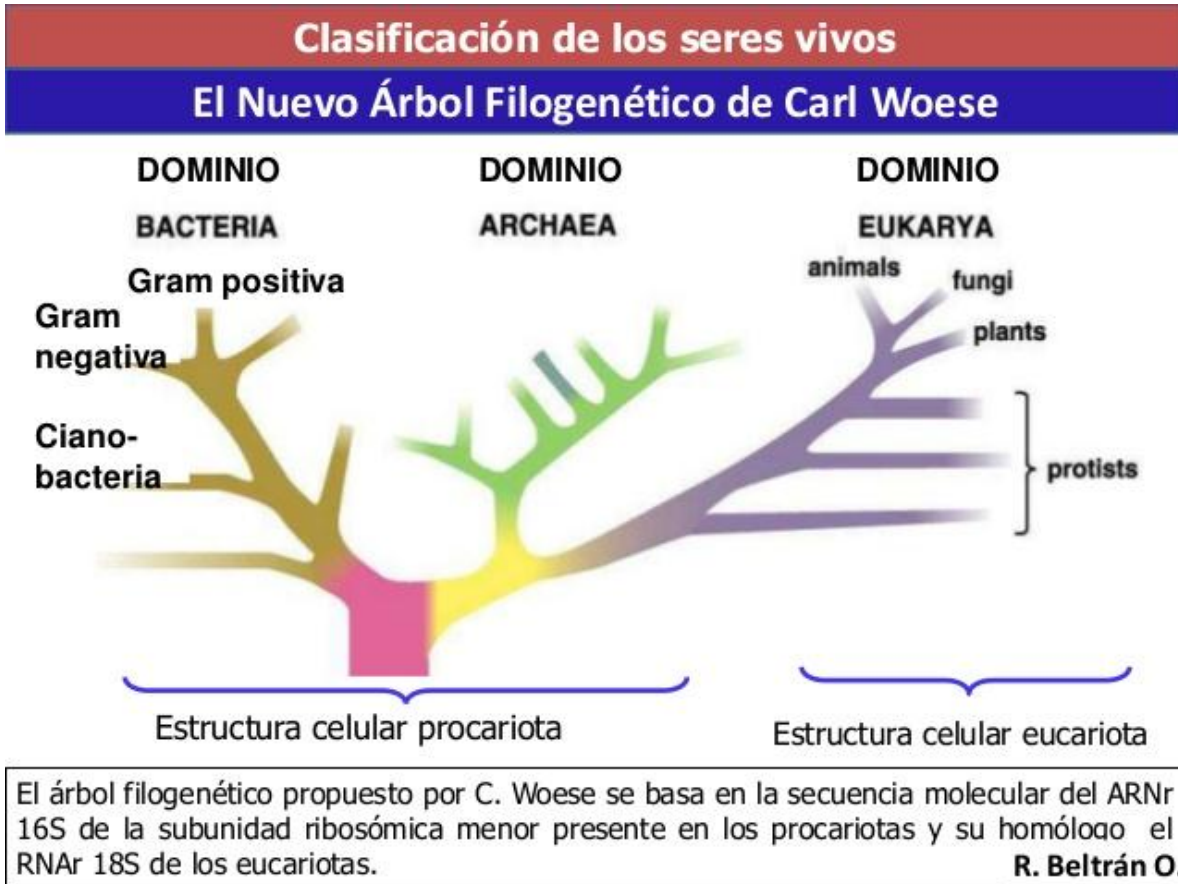 Clasificación de los seres vivos
El Nuevo Árbol Filogenético de Carl Woese
DOMINIO
BACTERIA
DOMINIO
ARCHAEA
DOMINIO
EUKARYA
Gram positiva
Gram
negativa
Ciano-
bacteria
animals
fungi
plants
protists
Estructura celular procariota
Estructura celular eucariota
El árbol filogenético propuesto por C. Woese se basa en la secuencia molecular del ARNr
16S de la subunidad ribosómica menor presente en los procariotas y su homólogo el
RNAr 18S de los eucariotas.
R. Beltrán O.